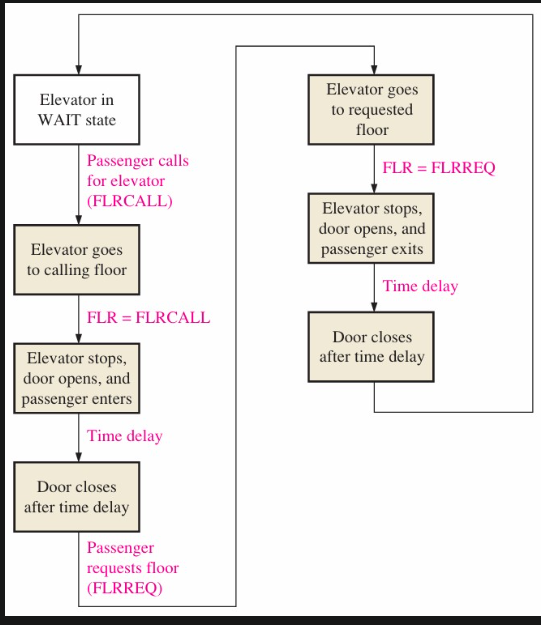 Elevator in
WAIT state
Passenger calls
for elevator
(FLRCALL)
Elevator goes
to calling floor
FLR = FLRCALL
Elevator stops,
door opens, and
passenger enters
Time delay
Door closes
after time delay
Passenger
requests floor
(FLRREQ)
Elevator goes
to requested
floor
FLR = FLRREQ
Elevator stops,
door opens, and
passenger exits
Time delay
Door closes
after time delay